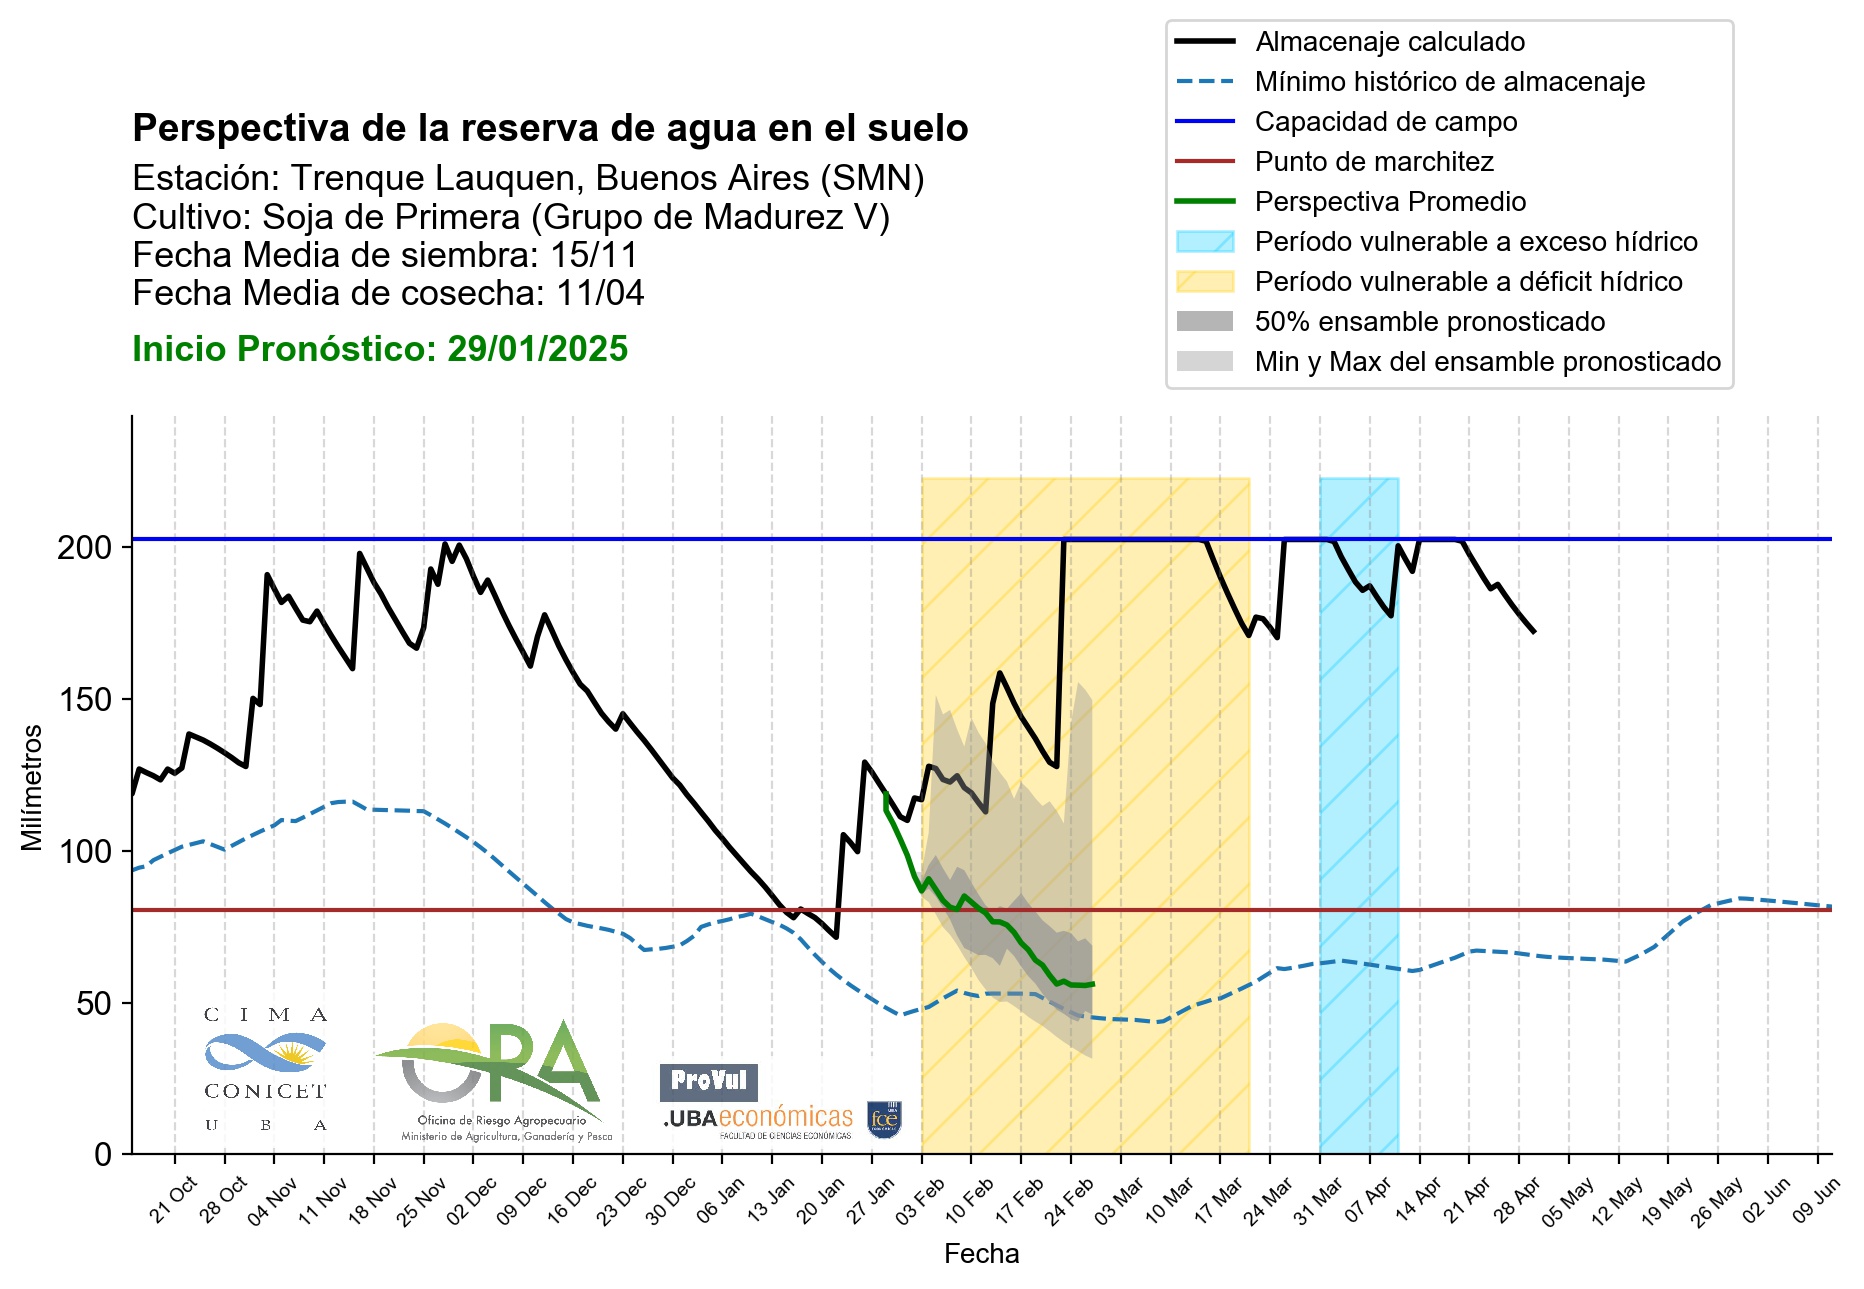 Almacenaje calculado
Mínimo histórico de almacenaje
Capacidad de campo
Punto de marchitez
Perspectiva Promedio
Período vulnerable a exceso hídrico
Período vulnerable a déficit hídrico
50% ensamble pronosticado
Min y Max del ensamble pronosticado
Perspectiva de la reserva de agua en el suelo
Estación: Trenque Lauquen, Buenos Aires (SMN)
Cultivo: Soja de Primera (Grupo de Madurez V)
Fecha Media de siembra: 15/11
Fecha Media de cosecha: 11/04
Inicio Pronóstico: 29/01/2025
Milímetros
200
150
100
50
0
CIMA
CONICET
UBA
ORA
Oficina de Riesgo Agropecuario
Ministerio de Agricultura, Ganadería y Pesca
ProVul
.UBAeconómicas
FACULTAD DE CIENCIAS ECONÓMICAS
UBA
fce
ECONÓMICAS
21 Oct
28 Oct
04 Nov
11 Nov
18 Nov
25 Nov
02 Dec
09 Dec
16 Dec
23 Dec
30 Dec
06 Jan
13 Jan
20 Jan
27 Jan
03 Feb
10 Feb
17 Feb
24 Feb
03 Mar
10 Mar
17 Mar
24 Mar
31 Mar
07 Apr
14 Apr
21 Apr
28 Apr
05 May
12 May
19 May
26 May
02 Jun
09 Jun
Fecha